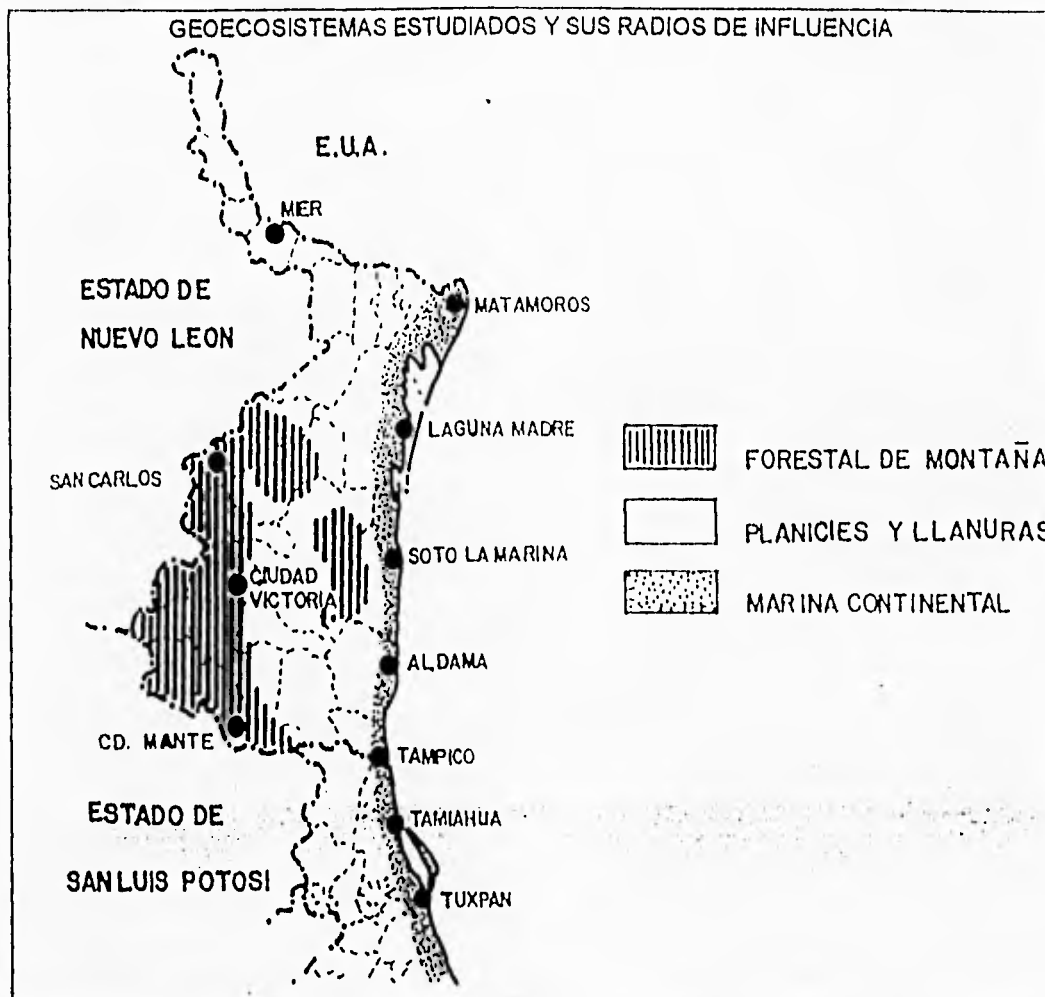 GEOECOSISTEMAS ESTUDIADOS Y SUS RADIOS DE INFLUENCIA
E.U.A.
MIER
ESTADO DE
NUEVO LEON
MATAMOROS
LAGUNA MADRE
SAN CARLOS
FORESTAL DE MONTAÑA
PLANICIES Y LLANURAS
MARINA CONTINENTAL
SOTO LA MARINA
CIUDAD
VICTORIA
ALDAMA
CD. MANTE
TAMPICO
ESTADO DE
SAN LUIS POTOSI
TAMIAHUA
TUXPAN